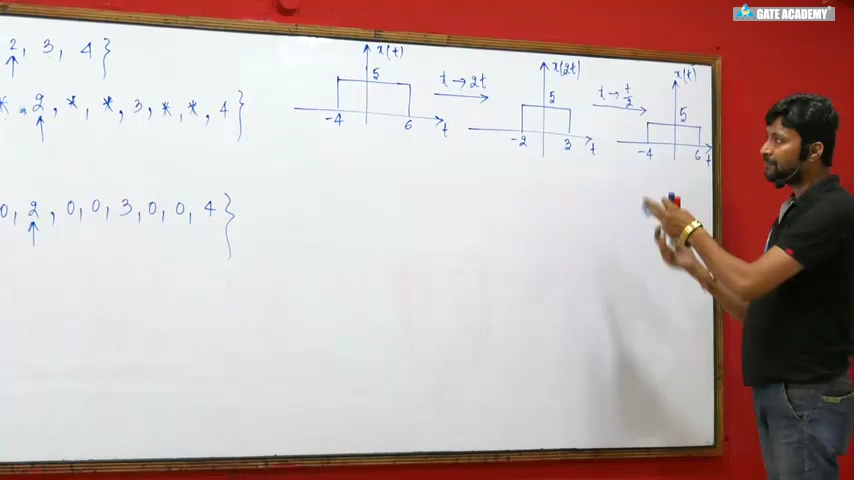 GATE ACADEMY
2, 3, 4}
↑
*, 2, *, *, 3, *, *, 4}
↑
0, 2, 0, 0, 3, 0, 0, 4}
↑
x(t)
5
-4 6 t
t → 2t
x(2t)
5
-2 3 t
t → t/2
x(t)
5
-4 6 t